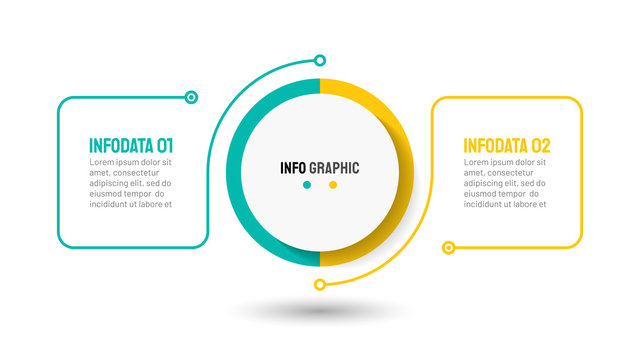 INFODATA 01
Lorem ipsum dolor sit
amet, consectetur
adipiscing elit, sed do
eiusmod tempor
incididunt ut labore et
INFO GRAPHIC
INFODATA 02
Lorem ipsum dolor sit
amet, consectetur
adipiscing elit, sed do
eiusmod tempor
incididunt ut labore et